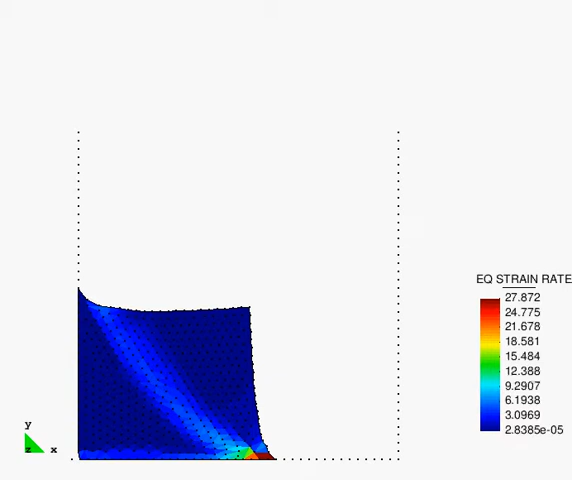 EQ STRAIN RATE
27.872
24.775
21.678
18.581
15.484
12.388
9.2907
6.1938
3.0969
2.8385e-05
y
z x